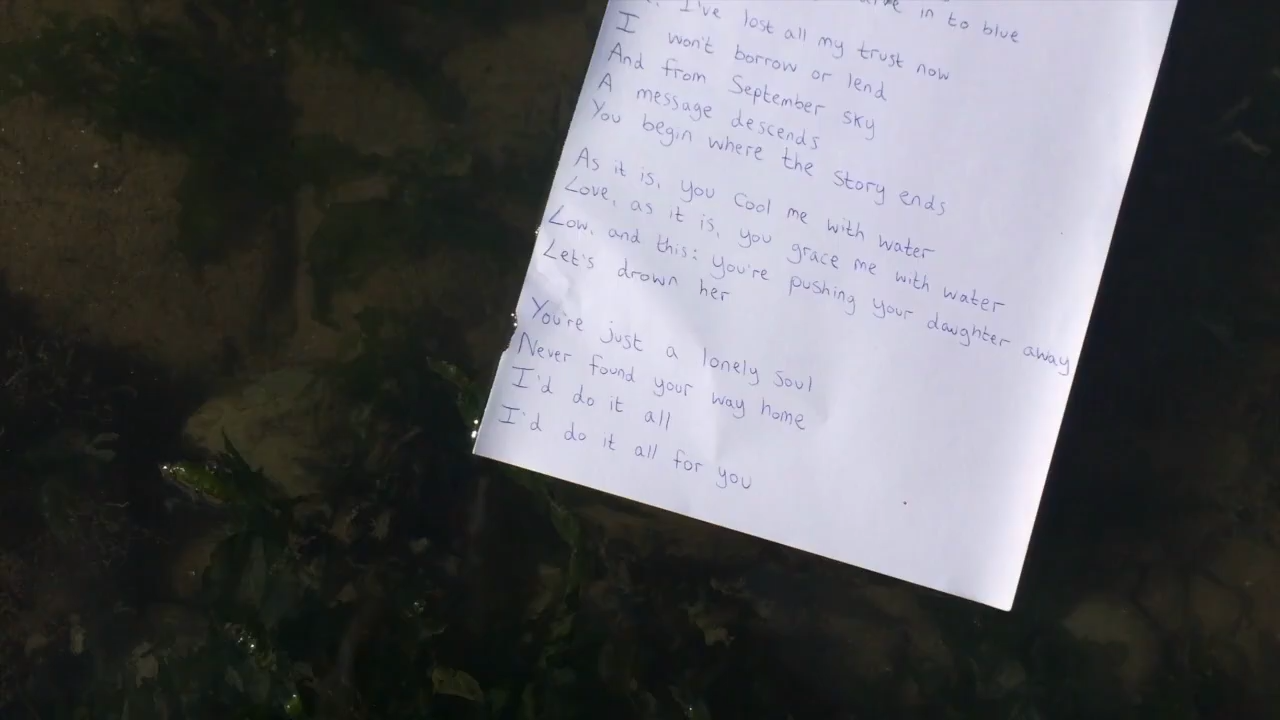 in to blue
I've lost all my trust now
I won't borrow or lend
And from September sky
A message descends
You begin where the story ends
As it is, you cool me with water
Love, as it is, you grace me with water
Low, and this: you're pushing your daughter away
Let's drown her
You're just a lonely soul
Never found your way home
I'd do it all
I'd do it all for you